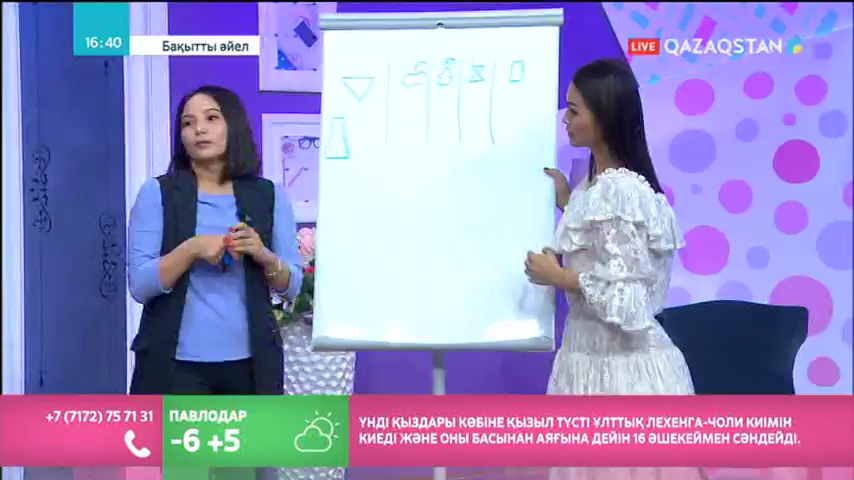 16:40
Бақытты әйел
LIVE QAZAQSTAN
+7 (7172) 75 71 31
ПАВЛОДАР
-6 +5
ҮНДІ ҚЫЗДАРЫ КӨБІНЕ ҚЫЗЫЛ ТҮСТІ ҰЛТТЫҚ ЛЕХЕНГА-ЧОЛИ КИІМІН
КИЕДІ ЖӘНЕ ОНЫ БАСЫНАН АЯҒЫНА ДЕЙІН 16 ӘШЕКЕЙМЕН СӘНДЕЙДІ.